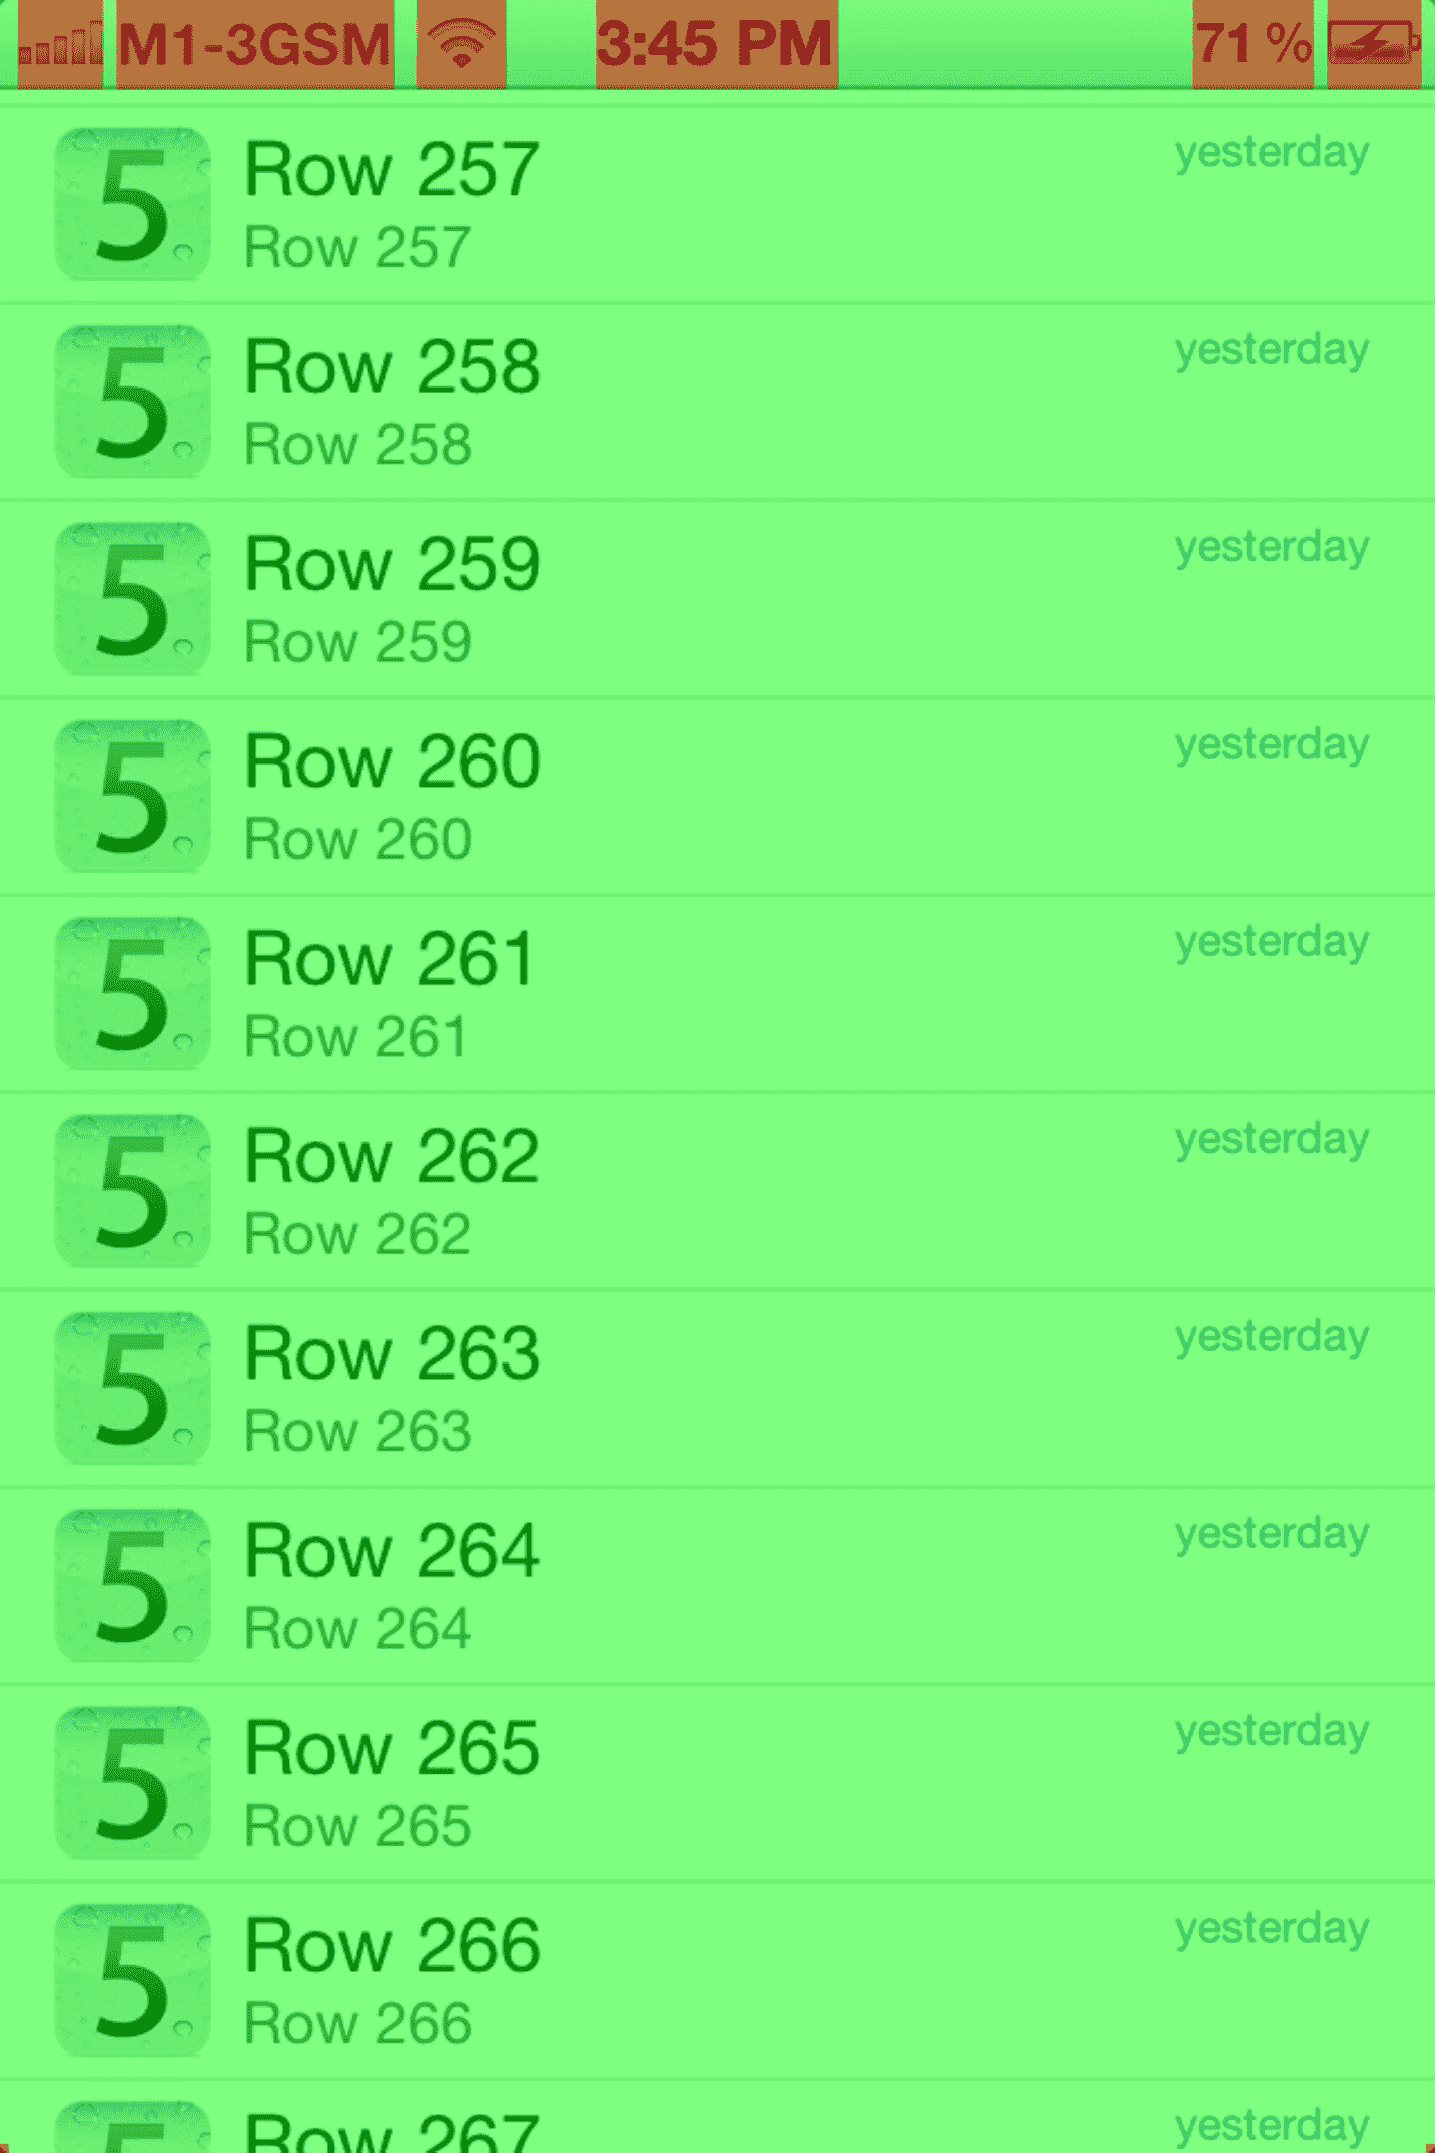 M1-3GSM 3:45 PM 71 %
5 Row 257 yesterday
Row 257
5 Row 258 yesterday
Row 258
5 Row 259 yesterday
Row 259
5 Row 260 yesterday
Row 260
5 Row 261 yesterday
Row 261
5 Row 262 yesterday
Row 262
5 Row 263 yesterday
Row 263
5 Row 264 yesterday
Row 264
5 Row 265 yesterday
Row 265
5 Row 266 yesterday
Row 266
5 Row 267 yesterday